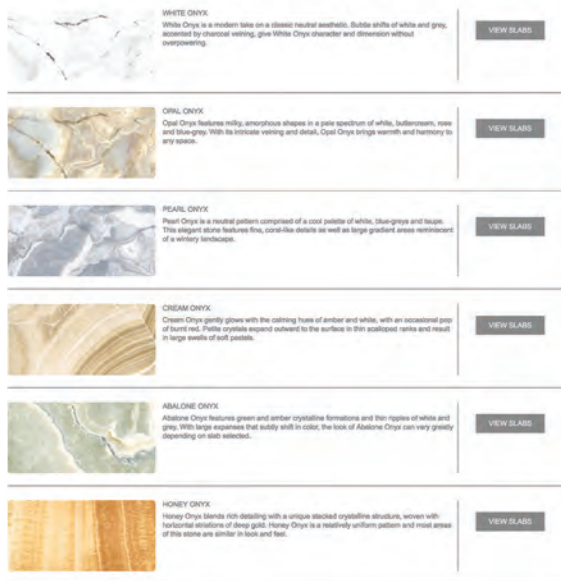 WHITE ONYX
White Onyx is a modern take on a classic neutral aesthetic. Subtle shifts of white and grey,
accented by charcoal veining, give White Onyx character and dimension without
overpowering.
VIEW SLABS
OPAL ONYX
Opal Onyx features milky, amorphous shapes in a pale spectrum of white, buttercream, rose
and blue-grey. With its intricate veining and detail, Opal Onyx brings warmth and harmony to
any space.
VIEW SLABS
PEARL ONYX
Pearl Onyx is a neutral pattern comprised of a cool palette of white, blue-greys and taupe.
This elegant stone features fine, coral-like details as well as large gradient areas reminiscent
of a wintery landscape.
VIEW SLABS
CREAM ONYX
Cream Onyx gently glows with the calming hues of amber and white, with an occasional pop
of burnt red. Petite crystals expand outward to the surface in thin scalloped ranks and result
in large swells of soft pastels.
VIEW SLABS
ABALONE ONYX
Abalone Onyx features green and amber crystalline formations and thin ripples of white and
grey. With large expanses that subtly shift in color, the look of Abalone Onyx can vary greatly
depending on slab selected.
VIEW SLABS
HONEY ONYX
Honey Onyx blends rich detailing with a unique stacked crystalline structure, woven with
horizontal striations of deep gold. Honey Onyx is a relatively uniform pattern and most areas
of this stone are similar in look and feel.
VIEW SLABS